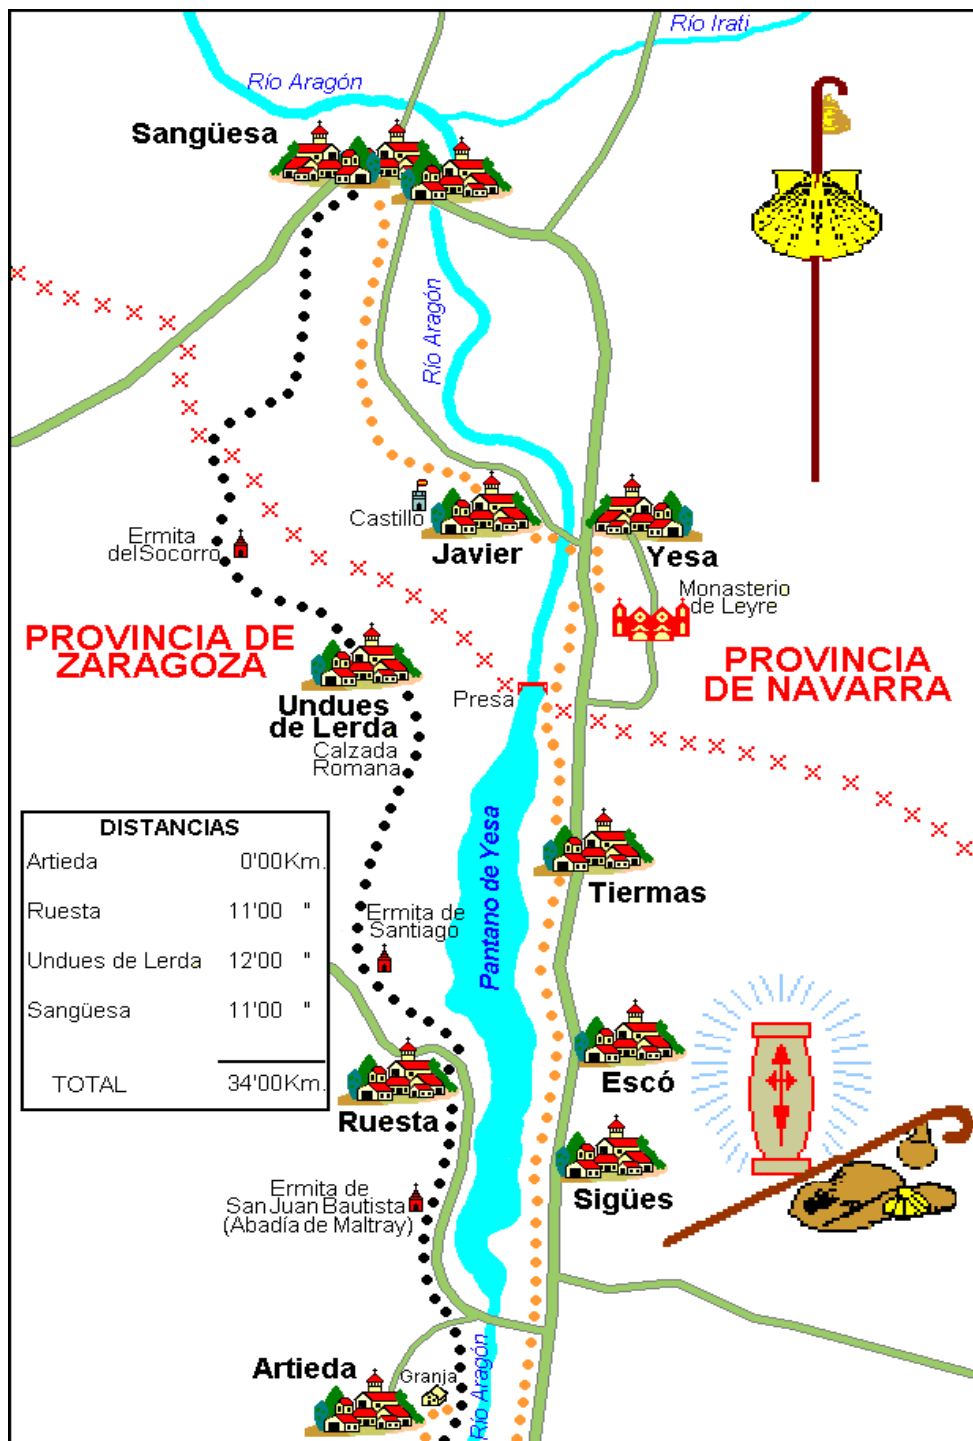 Río Irati
Río Aragón
Sangüesa
Río Aragón
Castillo
Javier
Yesa
Ermita
del Socorro
Monasterio
de Leyre
PROVINCIA DE
ZARAGOZA
PROVINCIA
DE NAVARRA
Presa
Undues
de Lerda
Calzada
Romana
Pantano de Yesa
DISTANCIAS
Artieda 0'00Km.
Ruesta 11'00 "
Undues de Lerda 12'00 "
Sangüesa 11'00 "
TOTAL 34'00Km.
Tiermas
Ermita de
Santiago
Escó
Ruesta
Sigües
Ermita de
San Juan Bautista
(Abadía de Maltray)
Artieda
Granja
Río Aragón